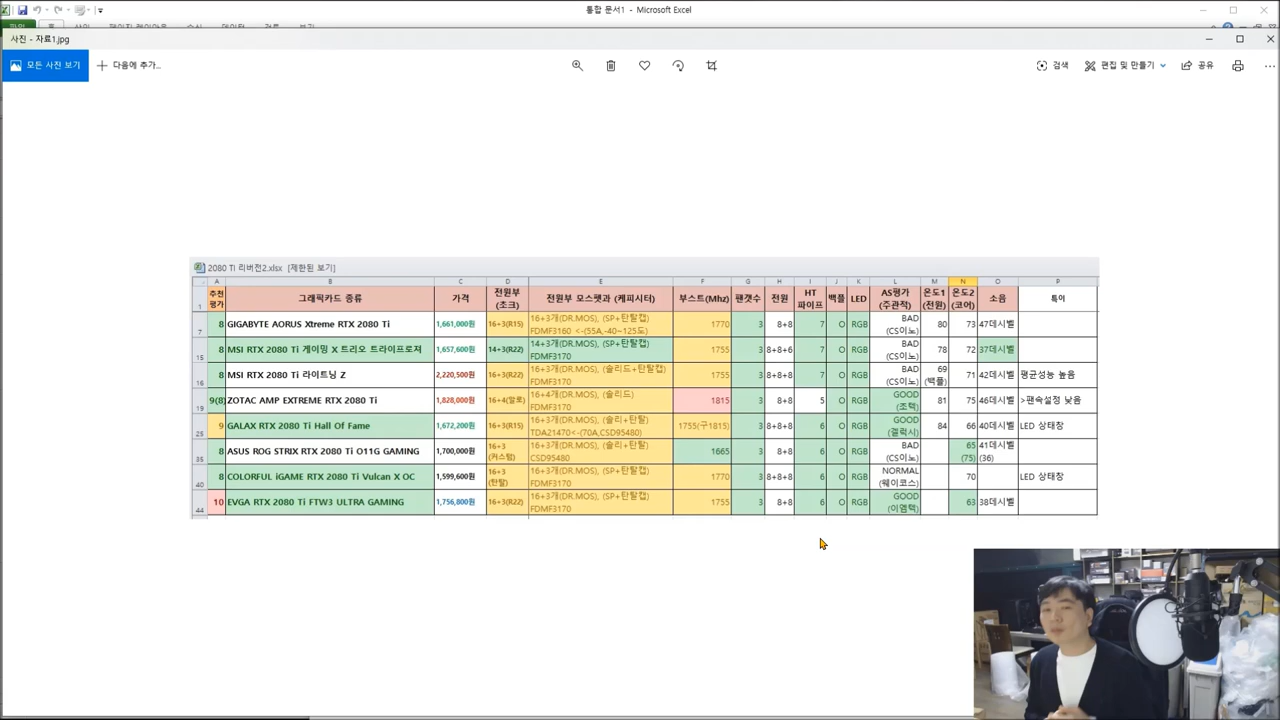 통합 문서1 - Microsoft Excel
사진 - 자료1.jpg
모든 사진 보기
다음에 추가...
검색
편집 및 만들기
공유
2080 TI 리버전2.xlsx [제한된 보기]
A B C D E F G H I J K L M N O P
1 추천평가 그래픽카드 종류 가격 전원부(초크) 전원부 모스펫과 (케피시터) 부스트(Mhz) 팬갯수 전원 HT파이프 백플 LED AS평가(주관적) 온도1(전원) 온도2(코어) 소음 특이
7 8 GIGABYTE AORUS Xtreme RTX 2080 Ti 1,661,000원 16+3(R15) 16+3개(DR.MOS), (SP+탄탈캡) FDMF3160 <-(55A,-40~125도) 1770 3 8+8 7 O RGB BAD(CS이노) 80 73 47데시벨
15 8 MSI RTX 2080 Ti 게이밍 X 트리오 트라이프로져 1,657,600원 14+3(R22) 14+3개(DR.MOS), (SP+탄탈캡) FDMF3170 1755 3 8+8+6 7 O RGB BAD(CS이노) 78 72 37데시벨
16 8 MSI RTX 2080 Ti 라이트닝 Z 2,220,500원 16+3(R22) 16+3개(DR.MOS), (솔리드+탄탈캡) FDMF3170 1755 3 8+8+8 7 O RGB BAD(CS이노) 69(백플) 71 42데시벨 평균성능 높음
19 9(8) ZOTAC AMP EXTREME RTX 2080 Ti 1,828,000원 16+4(알로) 16+4개(DR.MOS), (솔리드) FDMF3170 1815 3 8+8 5 O RGB GOOD(조텍) 81 75 46데시벨 >팬속설정 낮음
25 9 GALAX RTX 2080 Ti Hall Of Fame 1,672,200원 16+3(R15) 16+3개(DR.MOS), (솔리+탄탈) TDA21470<-(70A,CSD95480) 1755(구1815) 3 8+8+8 6 O RGB GOOD(겔럭시) 84 66 40데시벨 LED 상태창
35 8 ASUS ROG STRIX RTX 2080 Ti O11G GAMING 1,700,000원 16+3(커스텀) 16+3개(DR.MOS), (솔리+탄탈) CSD95480 1665 3 8+8 6 O RGB BAD(CS이노) 65(75) 41데시벨(36)
40 8 COLORFUL iGAME RTX 2080 Ti Vulcan X OC 1,599,600원 16+3(탄탈) 16+3개(DR.MOS), (SP+탄탈캡) FDMF3170 1770 3 8+8+8 6 O RGB NORMAL(웨이코스) 70 LED 상태창
44 10 EVGA RTX 2080 Ti FTW3 ULTRA GAMING 1,756,800원 16+3(R22) 16+3개(DR.MOS), (SP+탄탈캡) FDMF3170 1755 3 8+8 6 O RGB GOOD(이엠텍) 63 38데시벨